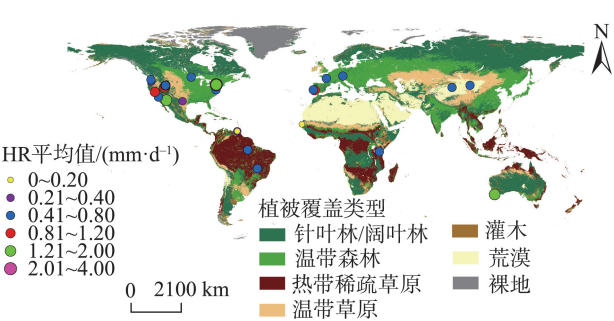 N
HR平均值/(mm·d⁻¹)
0~0.20
0.21~0.40
0.41~0.80
0.81~1.20
1.21~2.00
2.01~4.00
0 2100 km
植被覆盖类型
针叶林/阔叶林
温带森林
热带稀疏草原
温带草原
灌木
荒漠
裸地